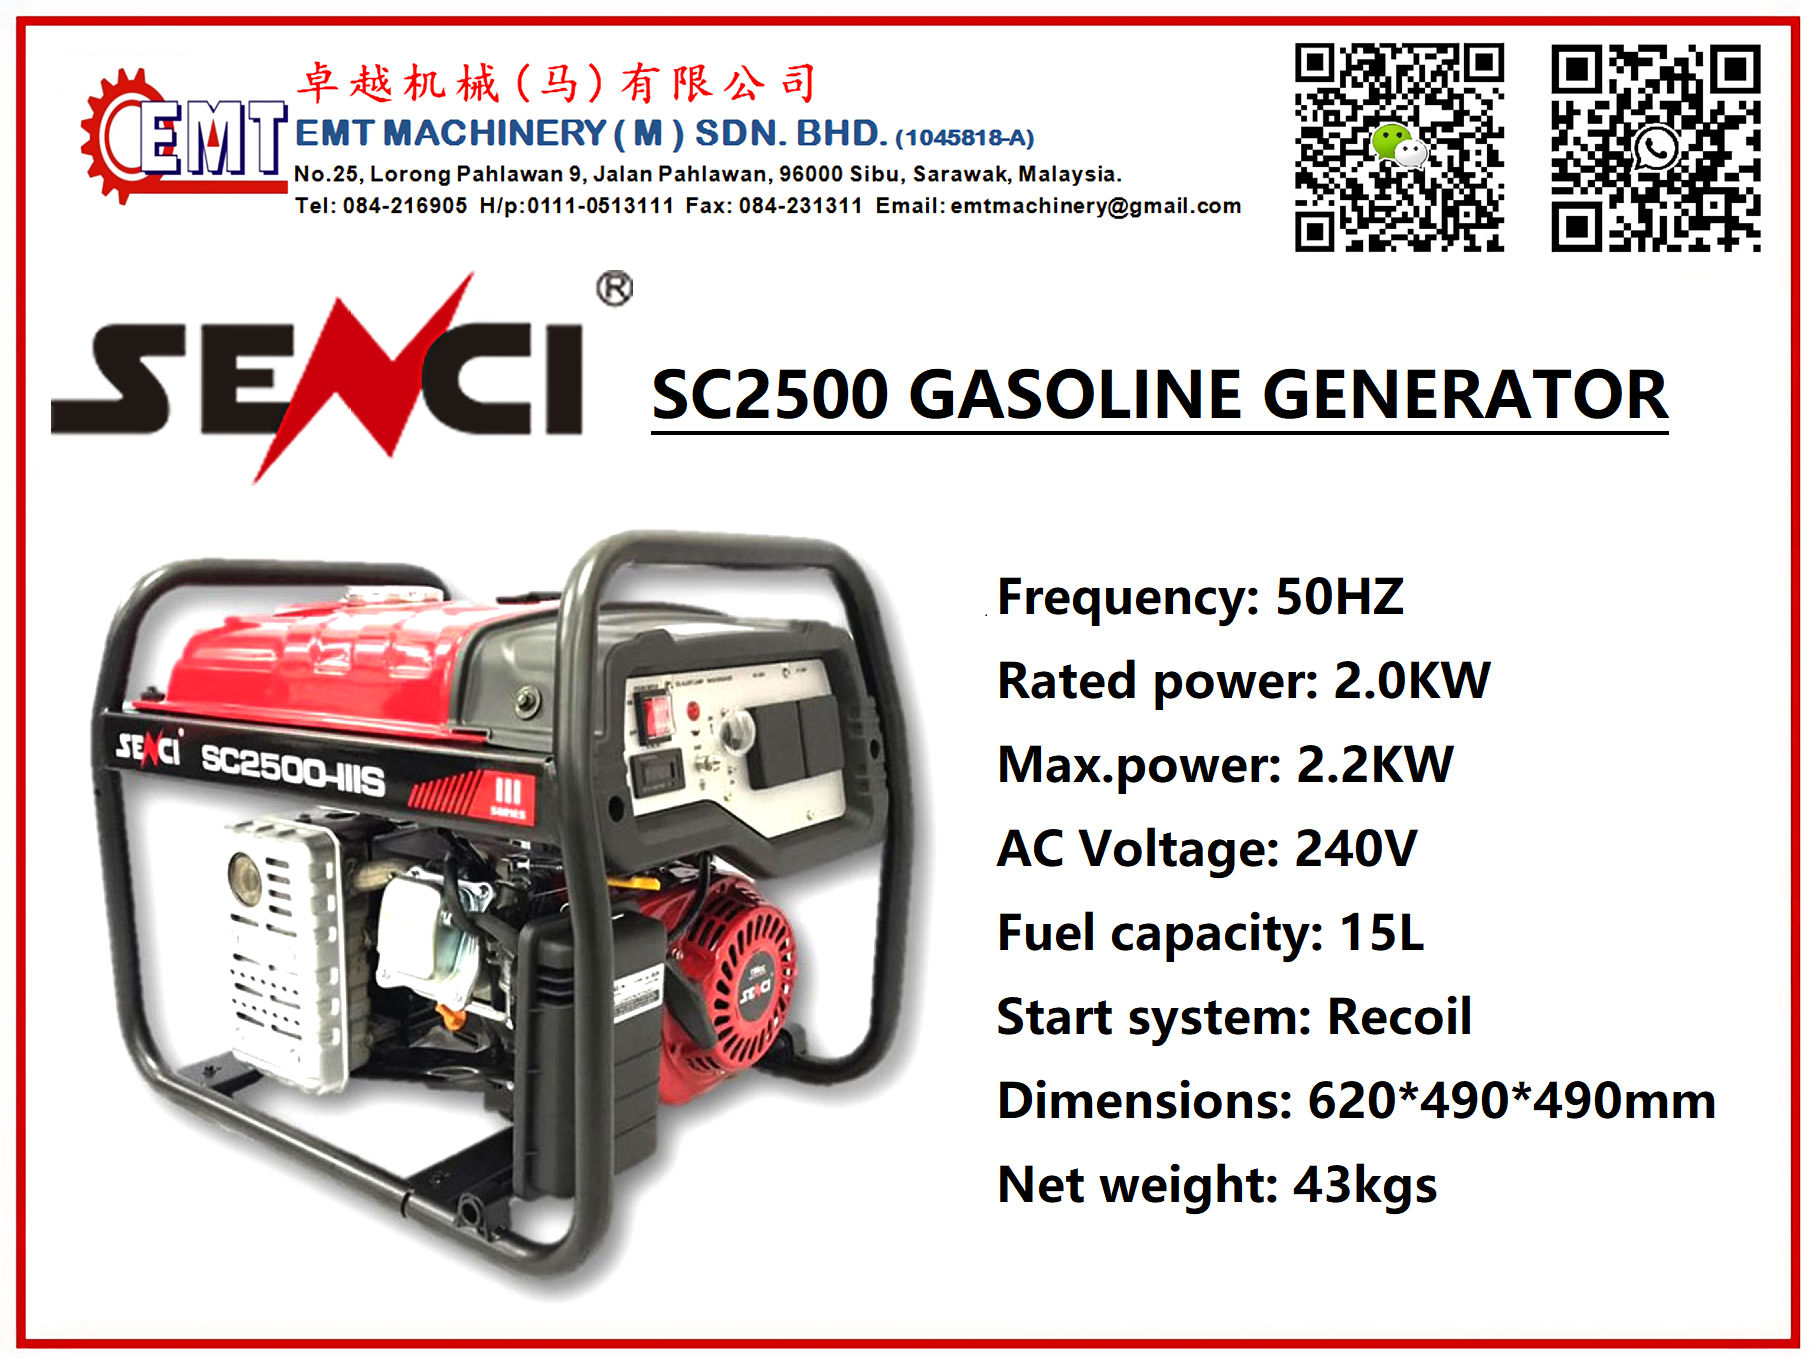 卓越机械(马)有限公司
EMT
EMT MACHINERY ( M ) SDN. BHD. (1045818-A)
No.25, Lorong Pahlawan 9, Jalan Pahlawan, 96000 Sibu, Sarawak, Malaysia.
Tel: 084-216905 H/p:0111-0513111 Fax: 084-231311 Email: emtmachinery@gmail.com
SENCI ®
SC2500 GASOLINE GENERATOR
Frequency: 50HZ
Rated power: 2.0KW
Max.power: 2.2KW
AC Voltage: 240V
Fuel capacity: 15L
Start system: Recoil
Dimensions: 620*490*490mm
Net weight: 43kgs
SENCI SC2500-IIIS
III
SERIES
SENCI